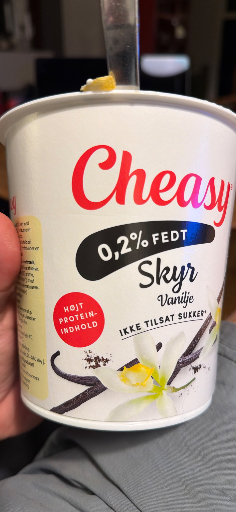 Cheasy
0,2% FEDT
Skyr
Vanilje
HØJT
PROTEIN-
INDHOLD
IKKE TILSAT SUKKER*